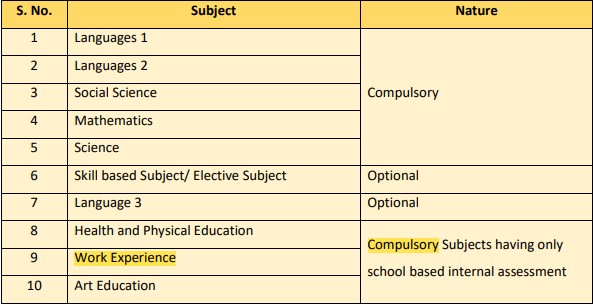 S. No. Subject Nature
1 Languages 1
2 Languages 2
3 Social Science Compulsory
4 Mathematics
5 Science
6 Skill based Subject/ Elective Subject Optional
7 Language 3 Optional
8 Health and Physical Education
Compulsory Subjects having only
9 Work Experience
school based internal assessment
10 Art Education